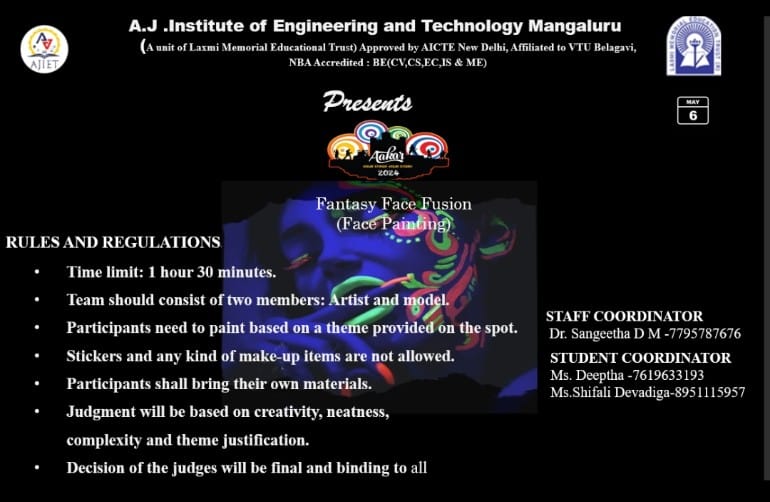 A.J .Institute of Engineering and Technology Mangaluru
(A unit of Laxmi Memorial Educational Trust) Approved by AICTE New Delhi, Affiliated to VTU Belagavi,
NBA Accredited : BE(CV,CS,EC,IS & ME)
AJIET
LAXMI MEMORIAL EDUCATION TRUST (R)
Presents
MAY
6
Aakar
2024
Fantasy Face Fusion
(Face Painting)
RULES AND REGULATIONS
• Time limit: 1 hour 30 minutes.
• Team should consist of two members: Artist and model.
• Participants need to paint based on a theme provided on the spot.
• Stickers and any kind of make-up items are not allowed.
• Participants shall bring their own materials.
• Judgment will be based on creativity, neatness,
complexity and theme justification.
• Decision of the judges will be final and binding to all
STAFF COORDINATOR
Dr. Sangeetha D M -7795787676
STUDENT COORDINATOR
Ms. Deeptha -7619633193
Ms.Shifali Devadiga-8951115957